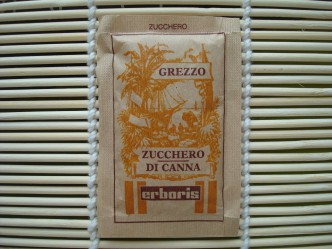 ZUCCHERO
GREZZO
ZUCCHERO
DI CANNA
erboris